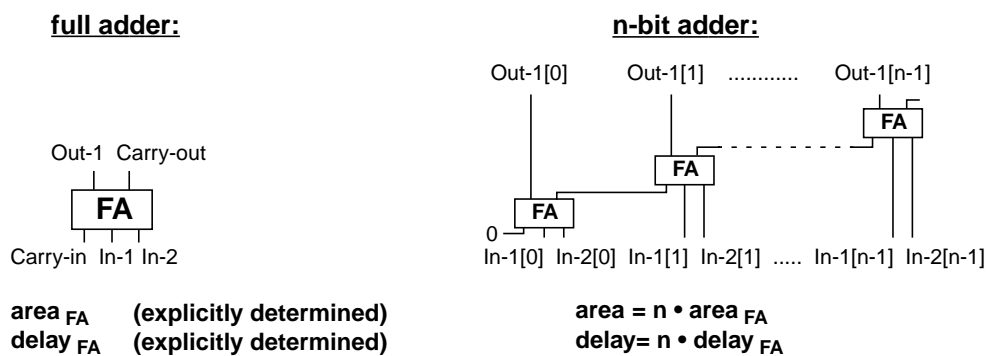 full adder:
Out-1 Carry-out
FA
Carry-in In-1 In-2
area FA (explicitly determined)
delay FA (explicitly determined)
n-bit adder:
Out-1[0] Out-1[1] ............ Out-1[n-1]
FA
FA
FA
0
In-1[0] In-2[0] In-1[1] In-2[1] ..... In-1[n-1] In-2[n-1]
area = n • area FA
delay= n • delay FA